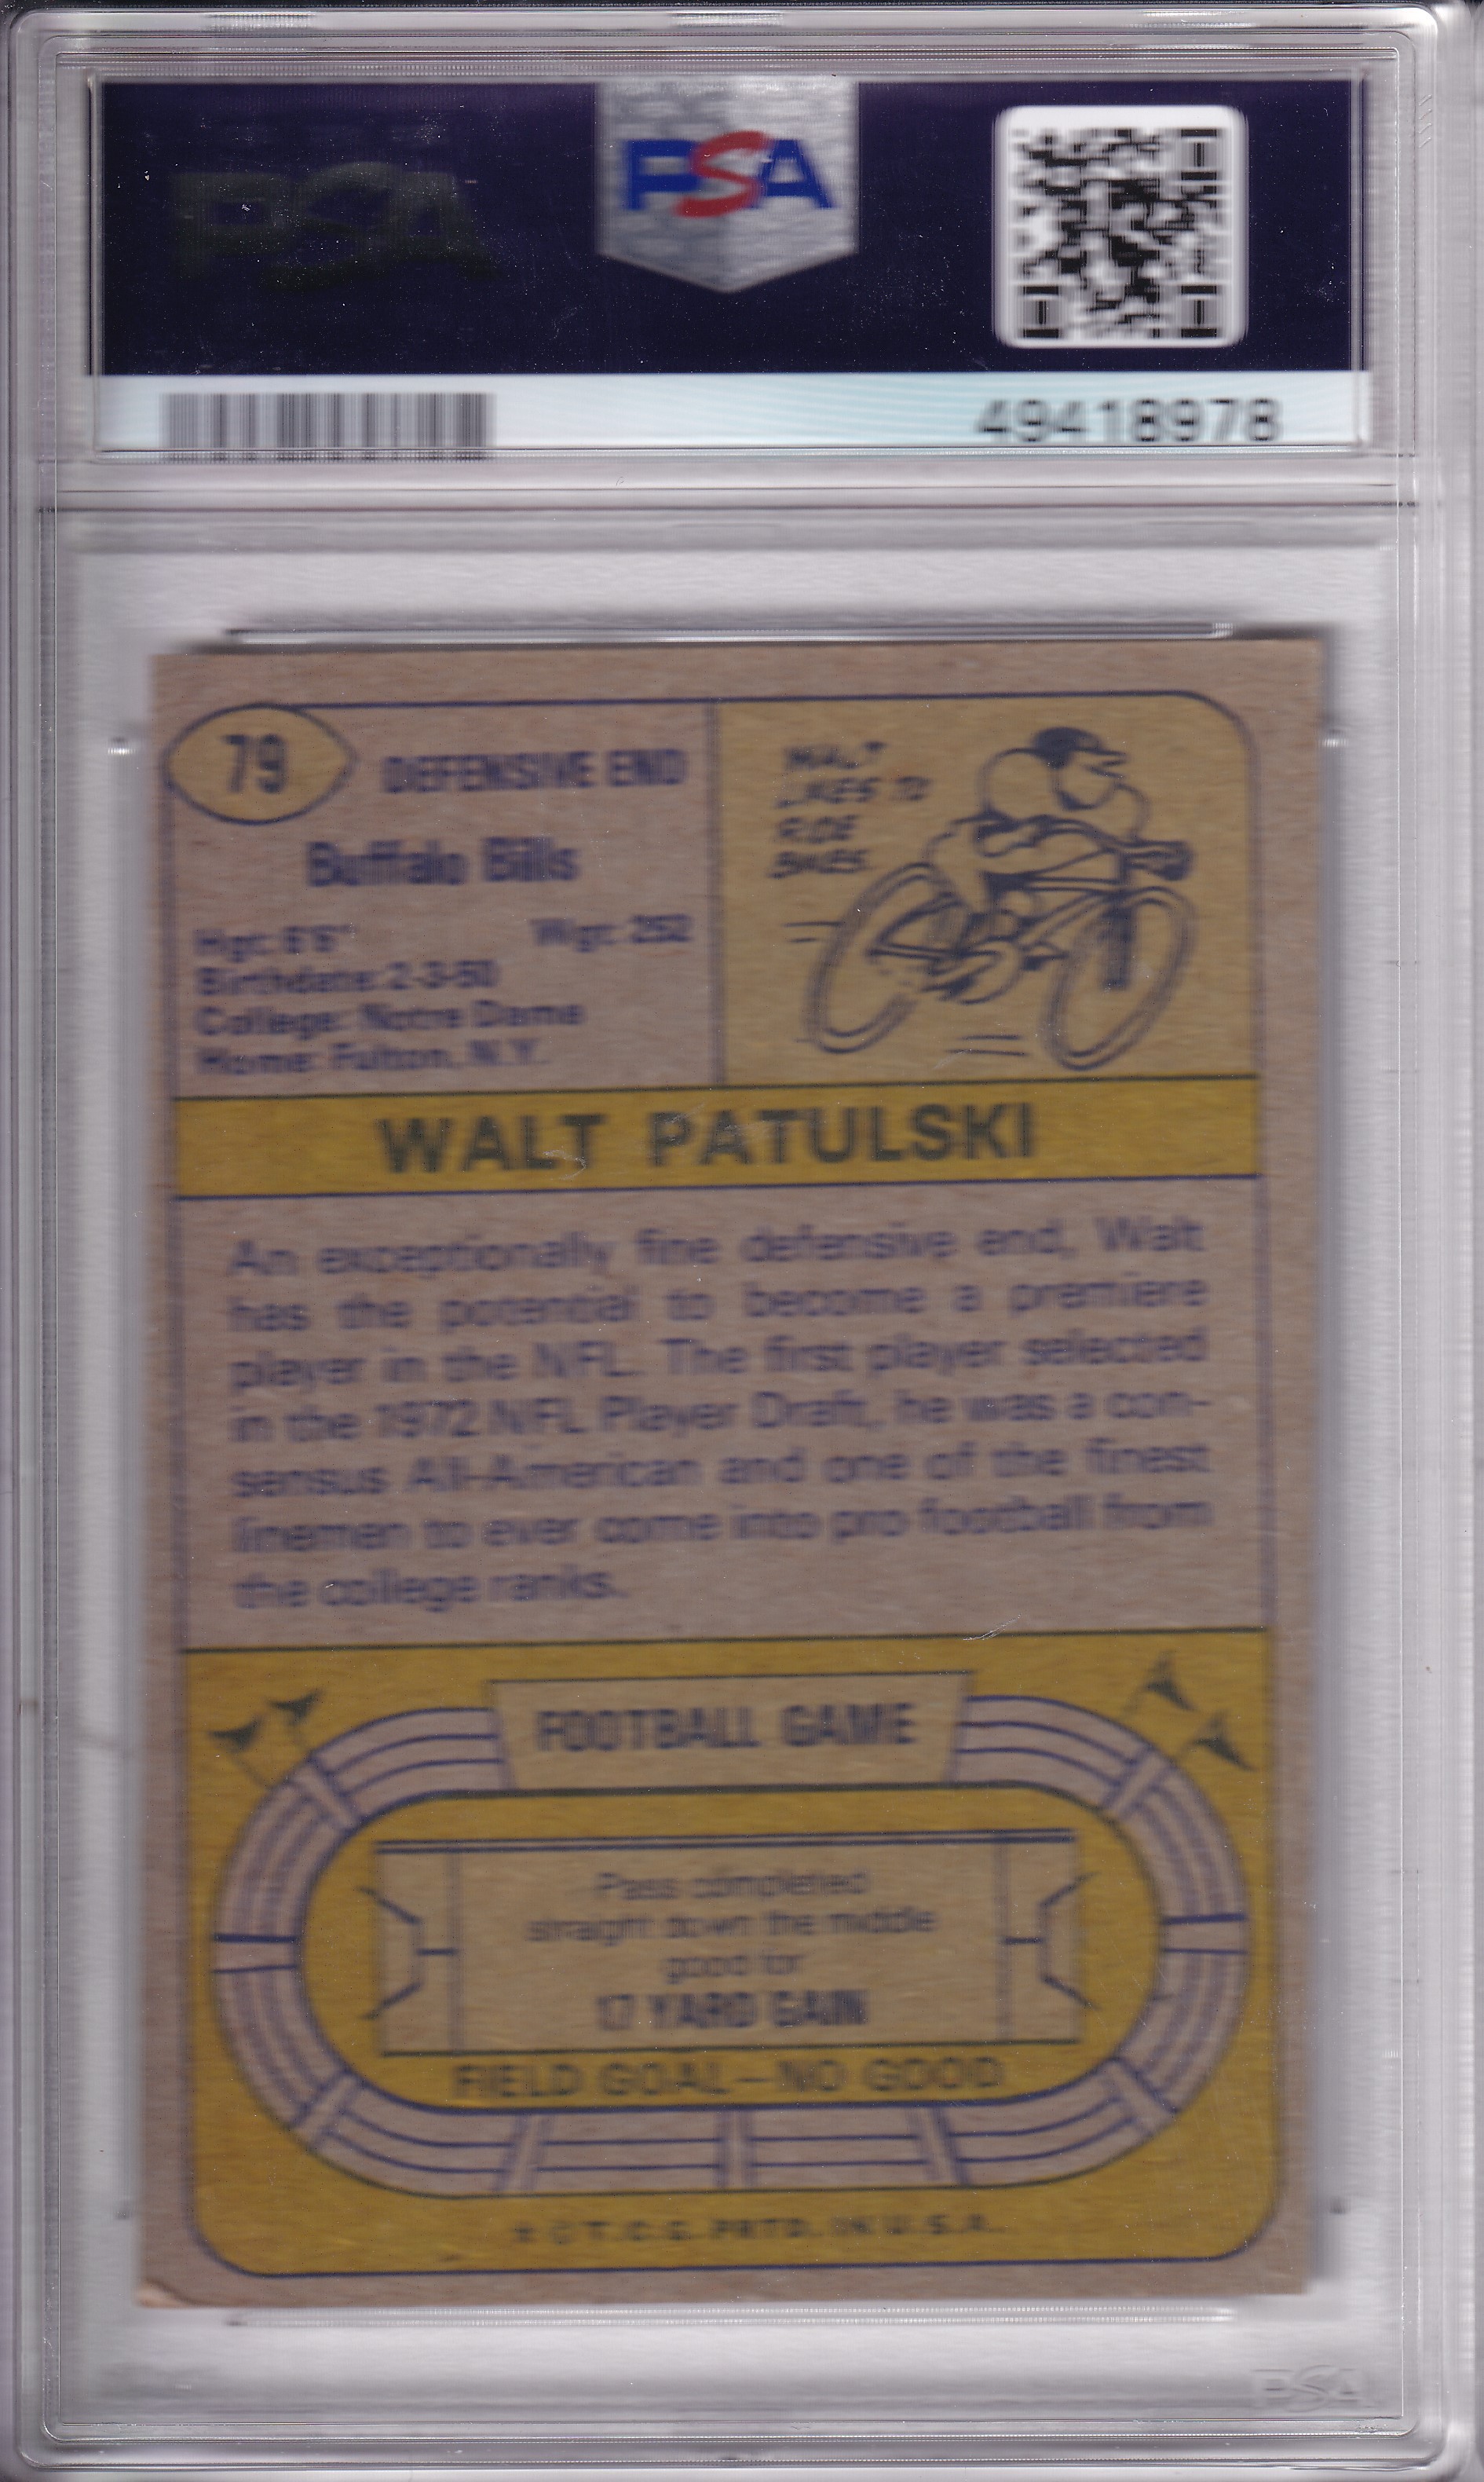 PSA
PSA
49418978
79
DEFENSIVE END
Buffalo Bills
Hgt: 6'6" Wgt: 252
Birthdate: 2-3-50
College: Notre Dame
Home: Fulton, N.Y.
WALT
LIKES TO
RIDE
BIKES.
WALT PATULSKI
An exceptionally fine defensive end, Walt
has the potential to become a premiere
player in the NFL. The first player selected
in the 1972 NFL Player Draft, he was a con-
sensus All-American and one of the finest
linemen to ever come into pro football from
the college ranks.
FOOTBALL GAME
Pass completed
straight down the middle
good for
17 YARD GAIN
FIELD GOAL—NO GOOD
© T.C.G. PRTD. IN U.S.A.
PSA